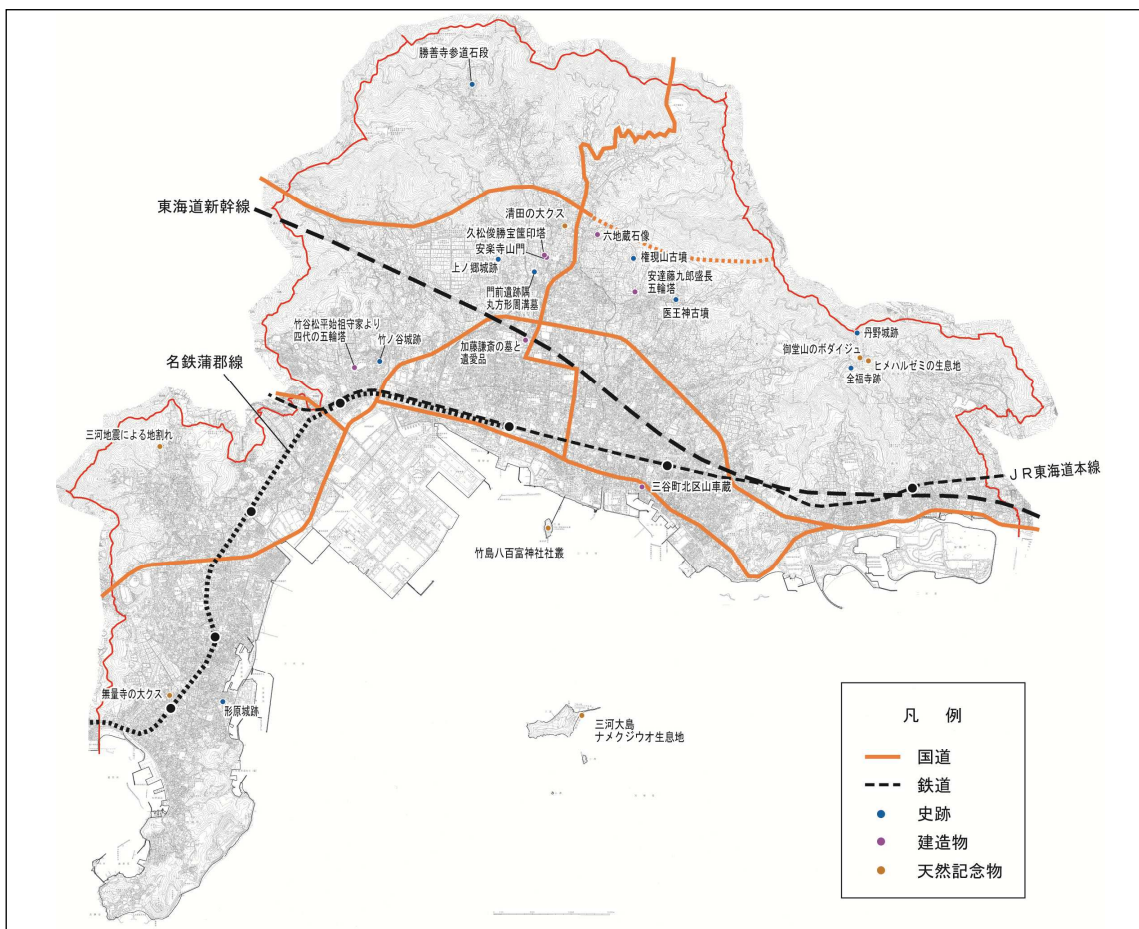 勝善寺参道石段
東海道新幹線
清田の大クス
久松俊勝宝篋印塔
安楽寺山門
上ノ郷城跡
六地蔵石像
権現山古墳
門前遺跡隅
丸方形周溝墓
安達藤九郎盛長
五輪塔
医王神古墳
竹谷松平始祖守家より
四代の五輪塔
竹ノ谷城跡
加藤謙斎の墓と
遺愛品
丹野城跡
御堂山のボダイジュ
ヒメハルゼミの生息地
全福寺跡
名鉄蒲郡線
三河地震による地割れ
JR東海道本線
三谷町北区山車蔵
竹島八百富神社社叢
無量寺の大クス
形原城跡
三河大島
ナメクジウオ生息地
凡 例
国道
鉄道
史跡
建造物
天然記念物